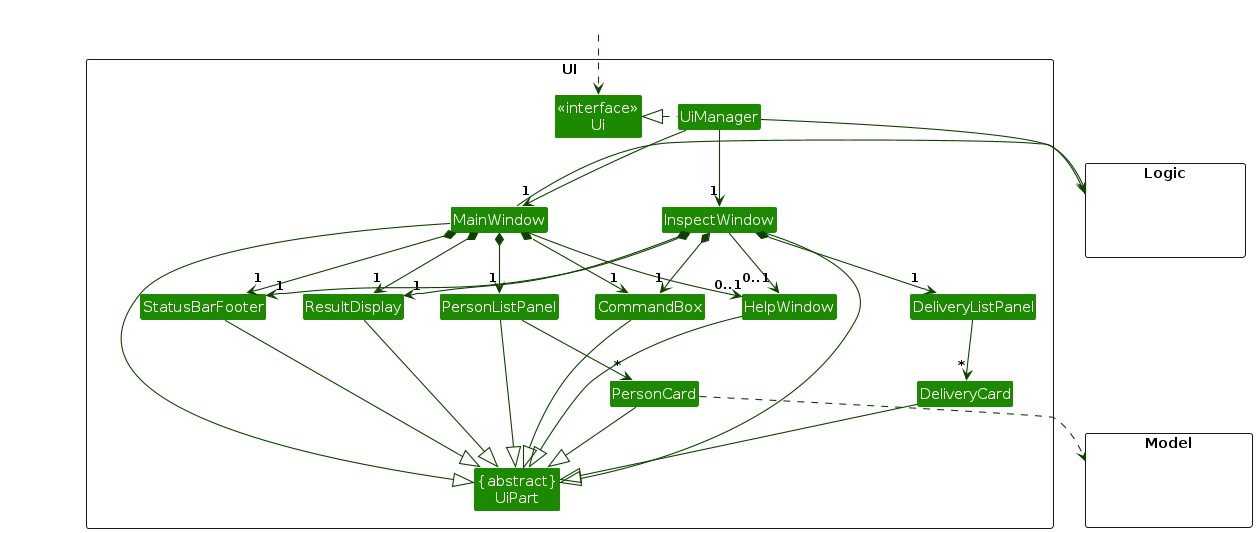 UI
«interface»
Ui
UiManager
Logic
1
1
MainWindow
InspectWindow
1
1
1
1
1
1
1
0..1
0..1
1
StatusBarFooter
ResultDisplay
PersonListPanel
CommandBox
HelpWindow
DeliveryListPanel
*
*
PersonCard
DeliveryCard
Model
{abstract}
UiPart